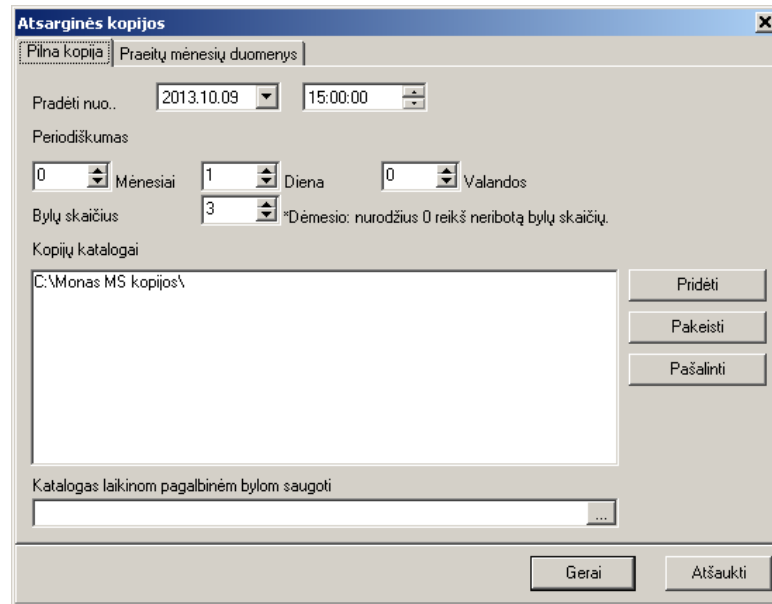 Atsarginės kopijos
Pilna kopija Praeitų mėnesių duomenys
Pradėti nuo.. 2013.10.09 15:00:00
Periodiškumas
0 Mėnesiai 1 Diena 0 Valandos
Bylų skaičius 3 *Dėmesio: nurodžius 0 reikš neribotą bylų skaičių.
Kopijų katalogai
C:\Monas MS kopijos\
Pridėti
Pakeisti
Pašalinti
Katalogas laikinom pagalbinėm bylom saugoti
...
Gerai Atšaukti